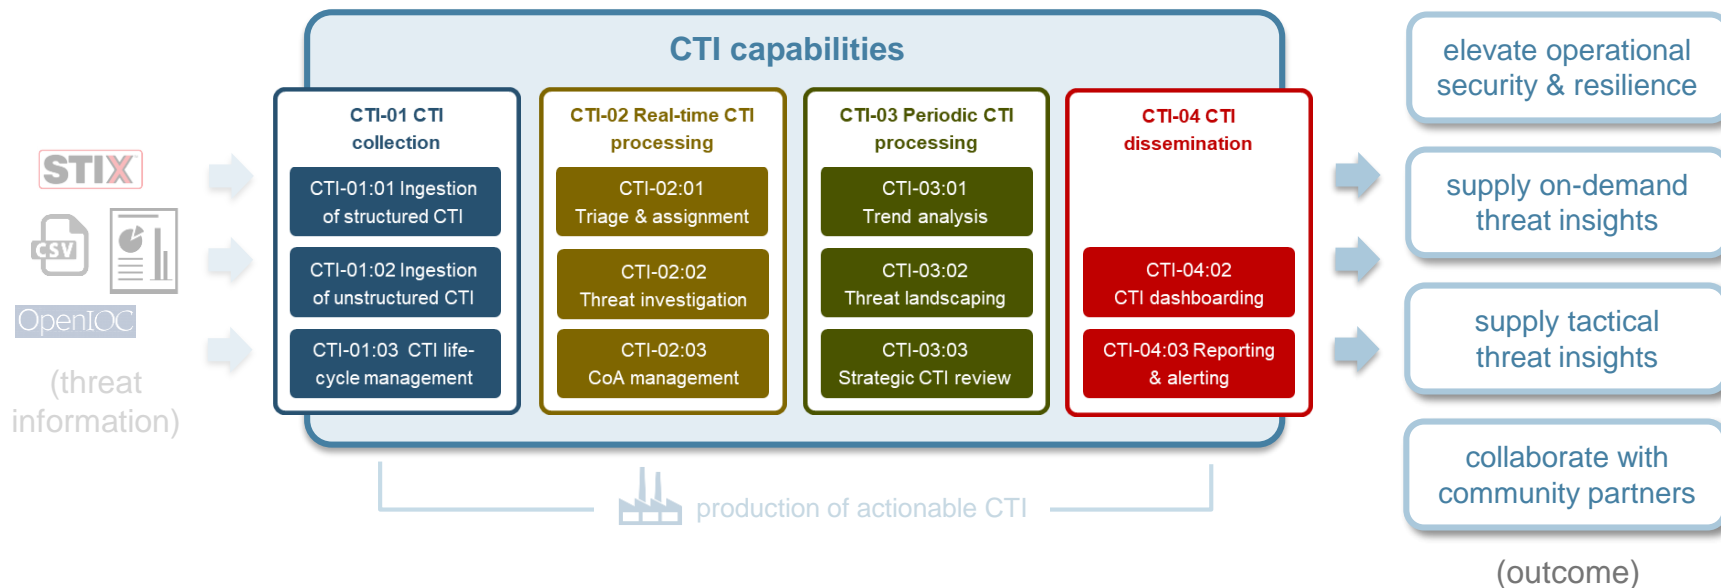 CTI capabilities
STIX
CSV
OpenIOC
(threat
information)
CTI-01 CTI
collection
CTI-01:01 Ingestion
of structured CTI
CTI-01:02 Ingestion
of unstructured CTI
CTI-01:03 CTI life-
cycle management
CTI-02 Real-time CTI
processing
CTI-02:01
Triage & assignment
CTI-02:02
Threat investigation
CTI-02:03
CoA management
CTI-03 Periodic CTI
processing
CTI-03:01
Trend analysis
CTI-03:02
Threat landscaping
CTI-03:03
Strategic CTI review
CTI-04 CTI
dissemination
CTI-04:02
CTI dashboarding
CTI-04:03 Reporting
& alerting
production of actionable CTI
elevate operational
security & resilience
supply on-demand
threat insights
supply tactical
threat insights
collaborate with
community partners
(outcome)